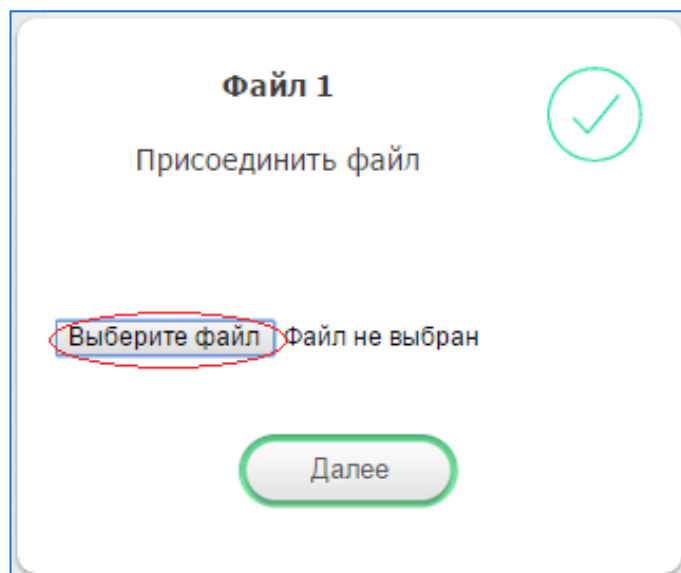 Файл 1
Присоединить файл
Выберите файл Файл не выбран
Далее